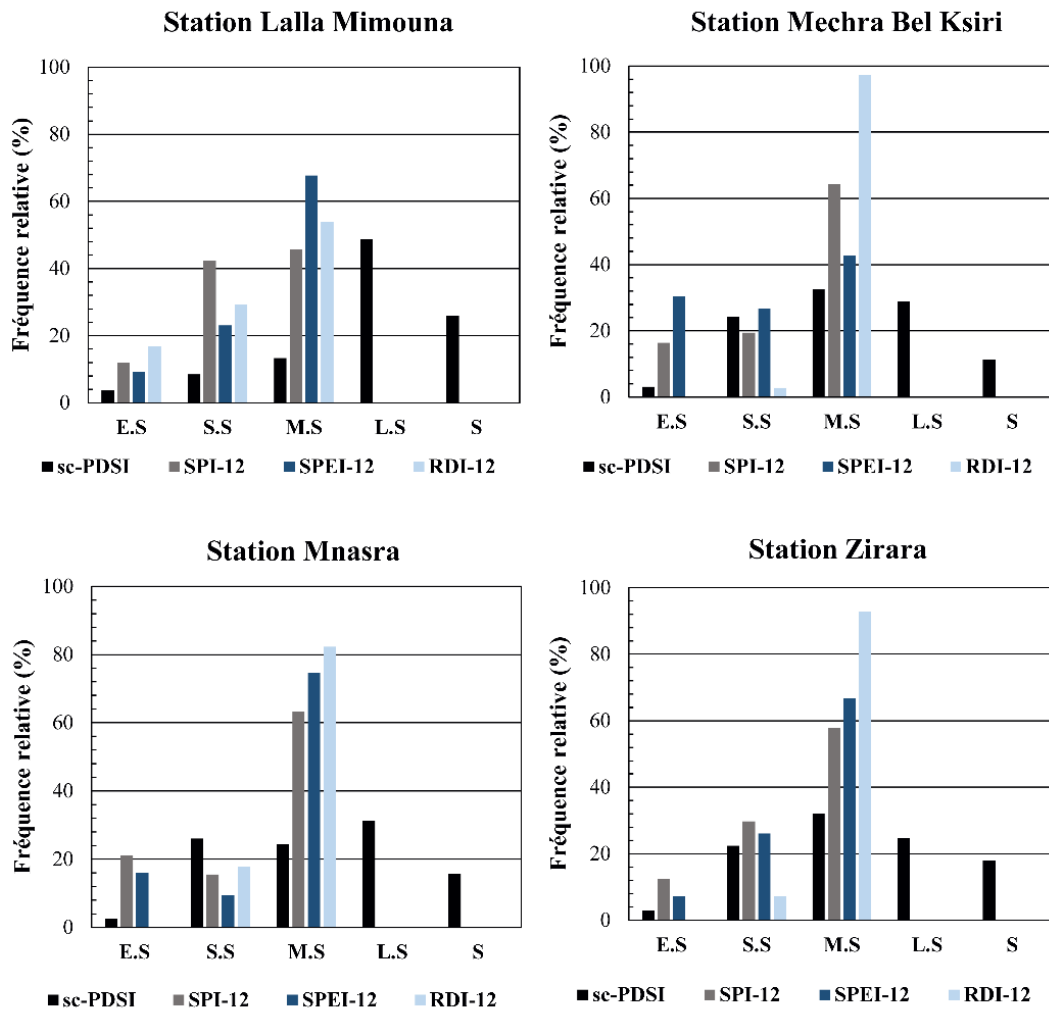 Station Lalla Mimouna
Fréquence relative (%)
100
80
60
40
20
0
E.S S.S M.S L.S S
sc-PDSI SPI-12 SPEI-12 RDI-12
Station Mechra Bel Ksiri
Fréquence relative (%)
100
80
60
40
20
0
E.S S.S M.S L.S S
sc-PDSI SPI-12 SPEI-12 RDI-12
Station Mnasra
Fréquence relative (%)
100
80
60
40
20
0
E.S S.S M.S L.S S
sc-PDSI SPI-12 SPEI-12 RDI-12
Station Zirara
Fréquence relative (%)
100
80
60
40
20
0
E.S S.S M.S L.S S
sc-PDSI SPI-12 SPEI-12 RDI-12